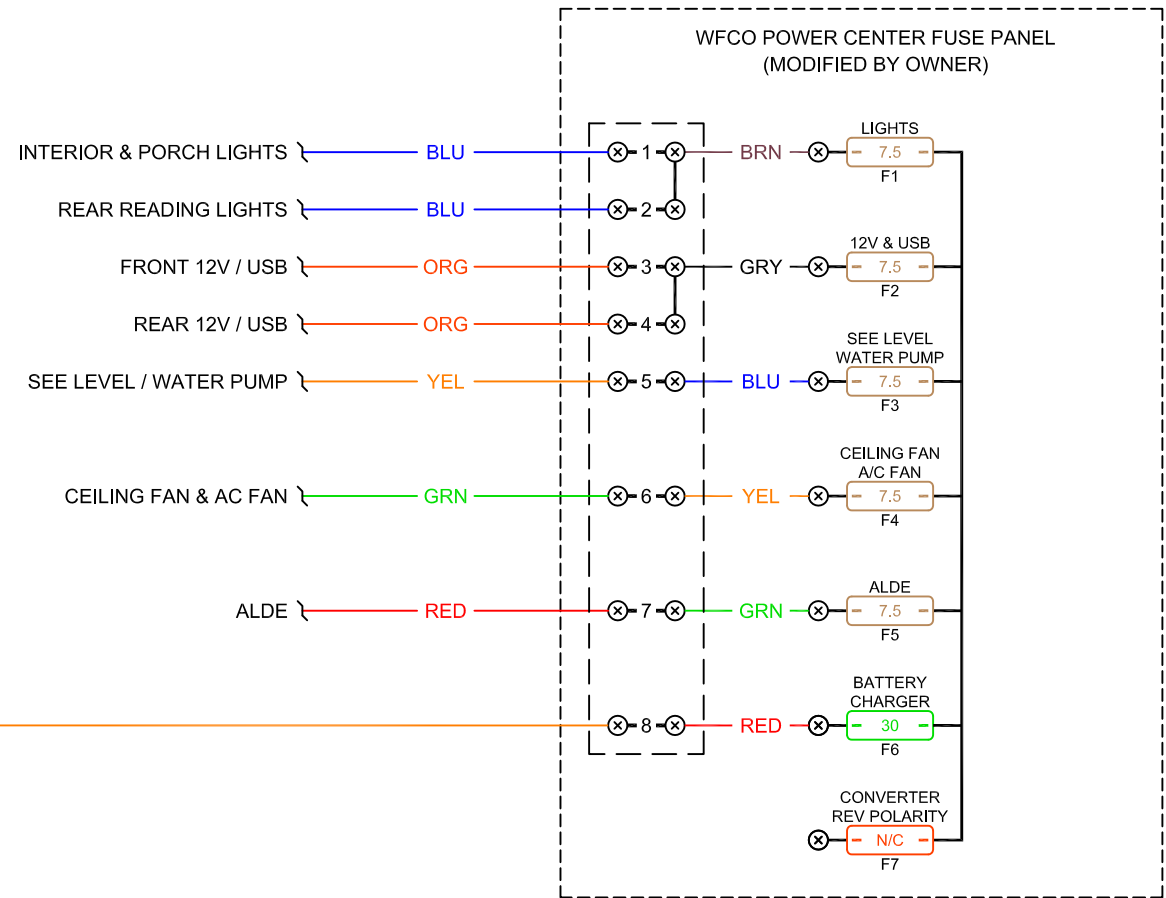 WFCO POWER CENTER FUSE PANEL
(MODIFIED BY OWNER)
LIGHTS
INTERIOR & PORCH LIGHTS BLU 1 BRN 7.5
F1
REAR READING LIGHTS BLU 2
12V & USB
FRONT 12V / USB ORG 3 GRY 7.5
F2
REAR 12V / USB ORG 4
SEE LEVEL
WATER PUMP
SEE LEVEL / WATER PUMP YEL 5 BLU 7.5
F3
CEILING FAN
A/C FAN
CEILING FAN & AC FAN GRN 6 YEL 7.5
F4
ALDE
ALDE RED 7 GRN 7.5
F5
BATTERY
CHARGER
8 RED 30
F6
CONVERTER
REV POLARITY
N/C
F7